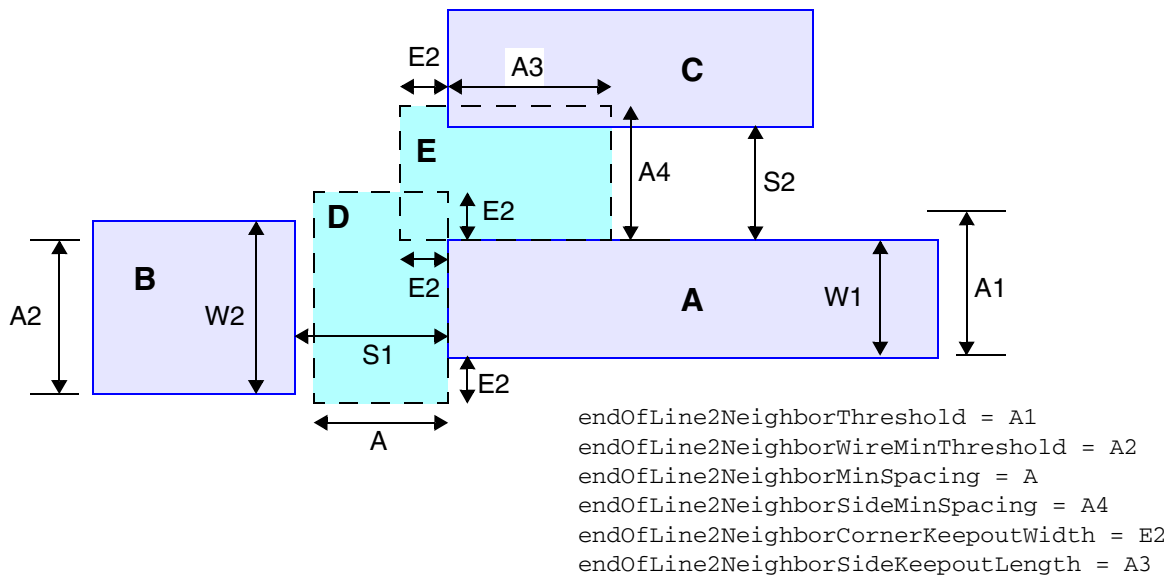 E2
A3
C
E
A4
S2
D
E2
B
E2
A
W1
A1
A2
W2
S1
E2
A
endOfLine2NeighborThreshold = A1
endOfLine2NeighborWireMinThreshold = A2
endOfLine2NeighborMinSpacing = A
endOfLine2NeighborSideMinSpacing = A4
endOfLine2NeighborCornerKeepoutWidth = E2
endOfLine2NeighborSideKeepoutLength = A3